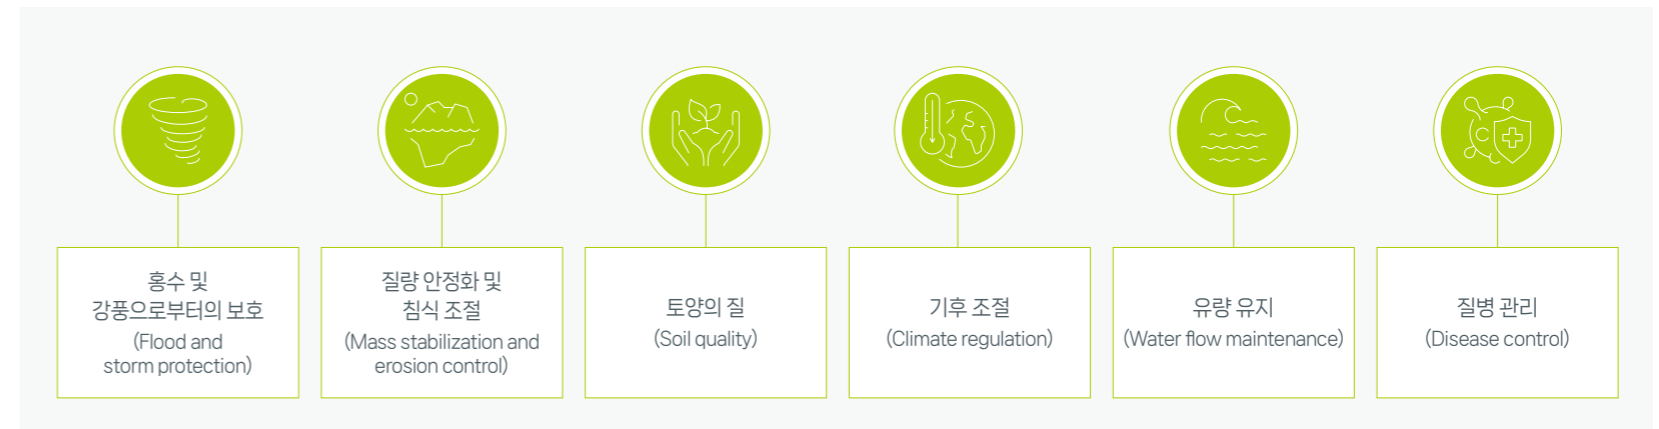 홍수 및
강풍으로부터의 보호
(Flood and
storm protection)
질량 안정화 및
침식 조절
(Mass stabilization and
erosion control)
토양의 질
(Soil quality)
기후 조절
(Climate regulation)
유량 유지
(Water flow maintenance)
질병 관리
(Disease control)